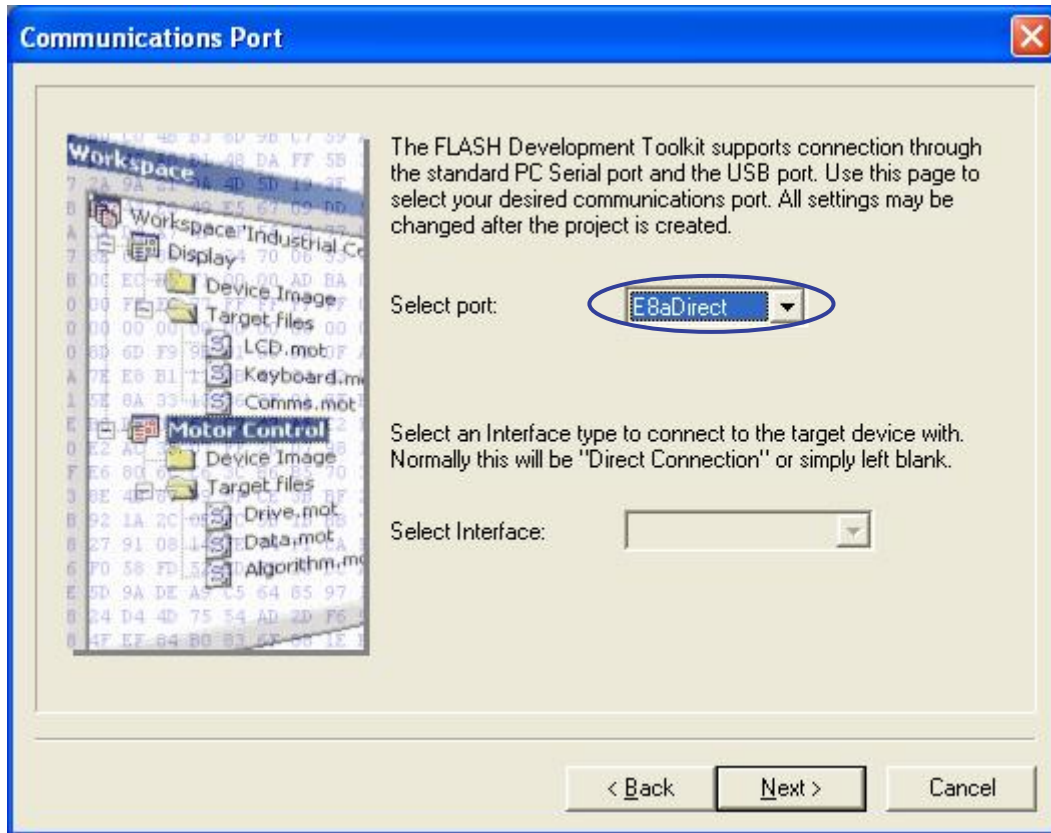 Communications Port
Workspace
Workspace 'Industrial Co
Display
Device Image
Target files
LCD.mot
Keyboard.m
Comms.mot
Motor Control
Device Image
Target files
Drive.mot
Data.mot
Algorithm.mo
The FLASH Development Toolkit supports connection through
the standard PC Serial port and the USB port. Use this page to
select your desired communications port. All settings may be
changed after the project is created.
Select port:
E8aDirect
Select an Interface type to connect to the target device with.
Normally this will be "Direct Connection" or simply left blank.
Select Interface:
< Back
Next >
Cancel